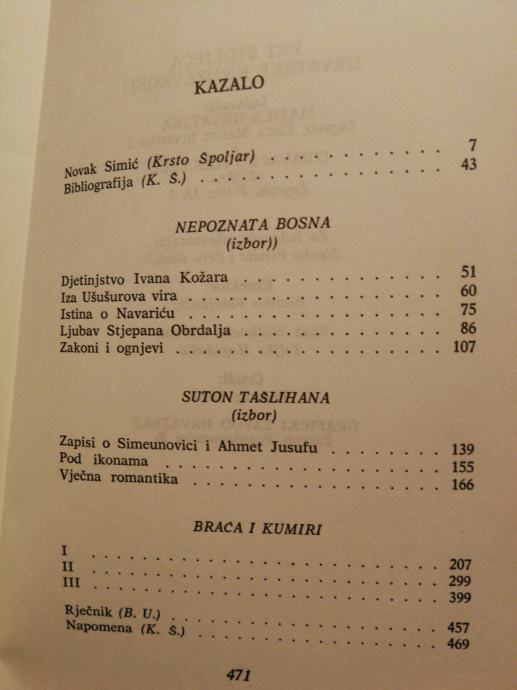 KAZALO
Novak Simić (Krsto Špoljar) . . . . . . . . . . . 7
Bibliografija (K. Š.) . . . . . . . . . . . . . . 43
NEPOZNATA BOSNA
(izbor))
Djetinjstvo Ivana Kožara . . . . . . . . . . . . 51
Iza Ušušurova vira . . . . . . . . . . . . . . . 60
Istina o Navariću . . . . . . . . . . . . . . . . 75
Ljubav Stjepana Obrdalja . . . . . . . . . . . . 86
Zakoni i ognjevi . . . . . . . . . . . . . . . . 107
SUTON TAŠLIHANA
(izbor)
Zapisi o Simeunovici i Ahmet Jusufu . . . . . . . 139
Pod ikonama . . . . . . . . . . . . . . . . . 155
Vječna romantika . . . . . . . . . . . . . . . 166
BRAĆA I KUMIRI
I . . . . . . . . . . . . . . . . . . . . . . 207
II . . . . . . . . . . . . . . . . . . . . . . 299
III . . . . . . . . . . . . . . . . . . . . . 399
Rječnik (B. U.) . . . . . . . . . . . . . . . . 457
Napomena (K. Š.) . . . . . . . . . . . . . . . 469
471